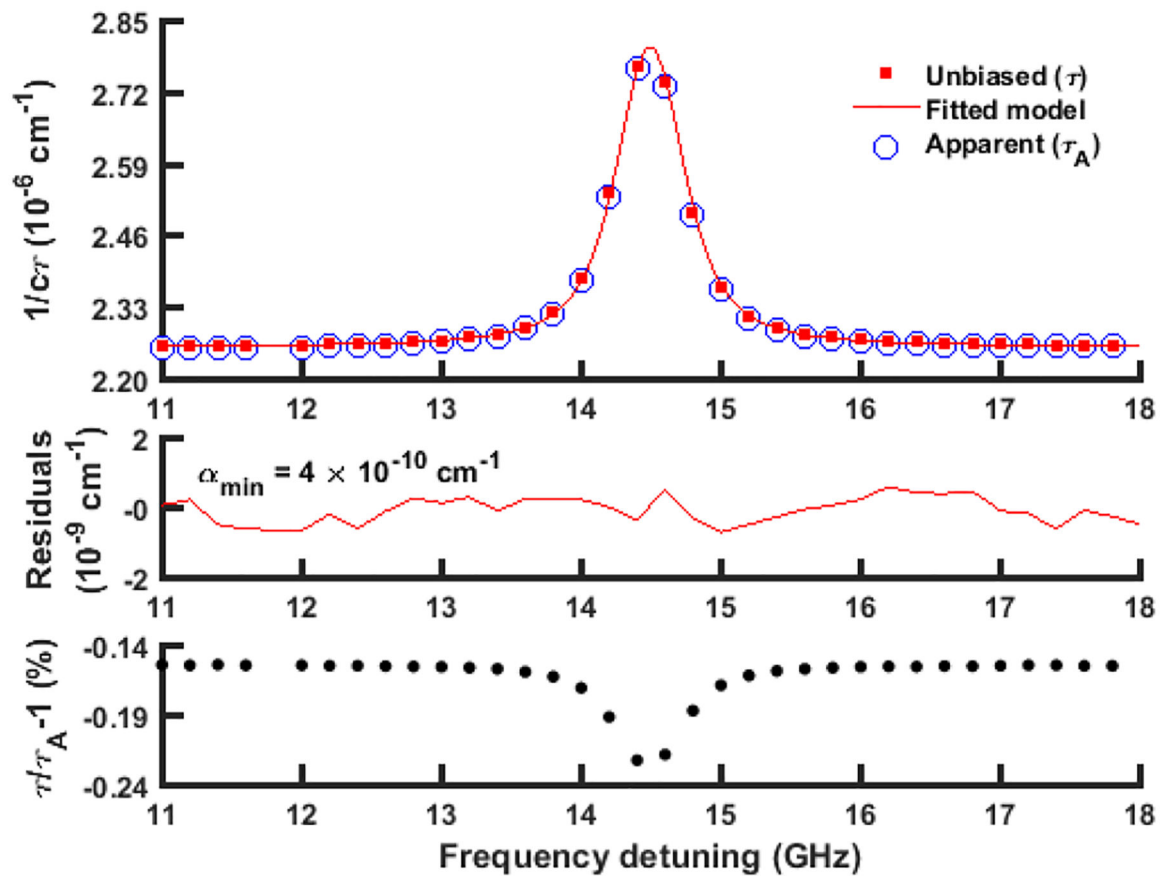 2.85
2.72
2.59
2.46
2.33
2.20
1/cτ (10⁻⁶ cm⁻¹)
Unbiased (τ)
Fitted model
Apparent (τ_A)
11 12 13 14 15 16 17 18
2
-0
-2
Residuals
(10⁻⁹ cm⁻¹)
α_min = 4 × 10⁻¹⁰ cm⁻¹
11 12 13 14 15 16 17 18
-0.14
-0.19
-0.24
τ/τ_A-1 (%)
11 12 13 14 15 16 17 18
Frequency detuning (GHz)